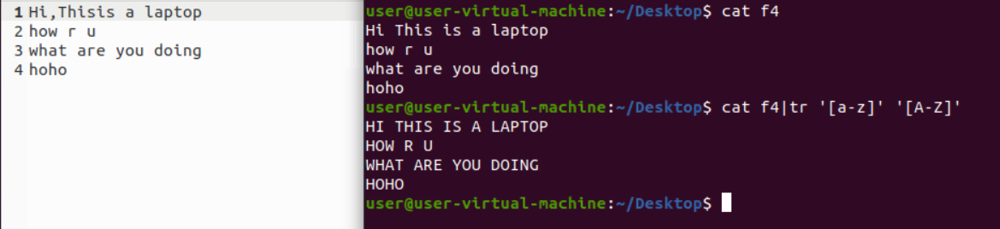 1 Hi,Thisis a laptop
2 how r u
3 what are you doing
4 hoho
user@user-virtual-machine:~/Desktop$ cat f4
Hi This is a laptop
how r u
what are you doing
hoho
user@user-virtual-machine:~/Desktop$ cat f4|tr '[a-z]' '[A-Z]'
HI THIS IS A LAPTOP
HOW R U
WHAT ARE YOU DOING
HOHO
user@user-virtual-machine:~/Desktop$